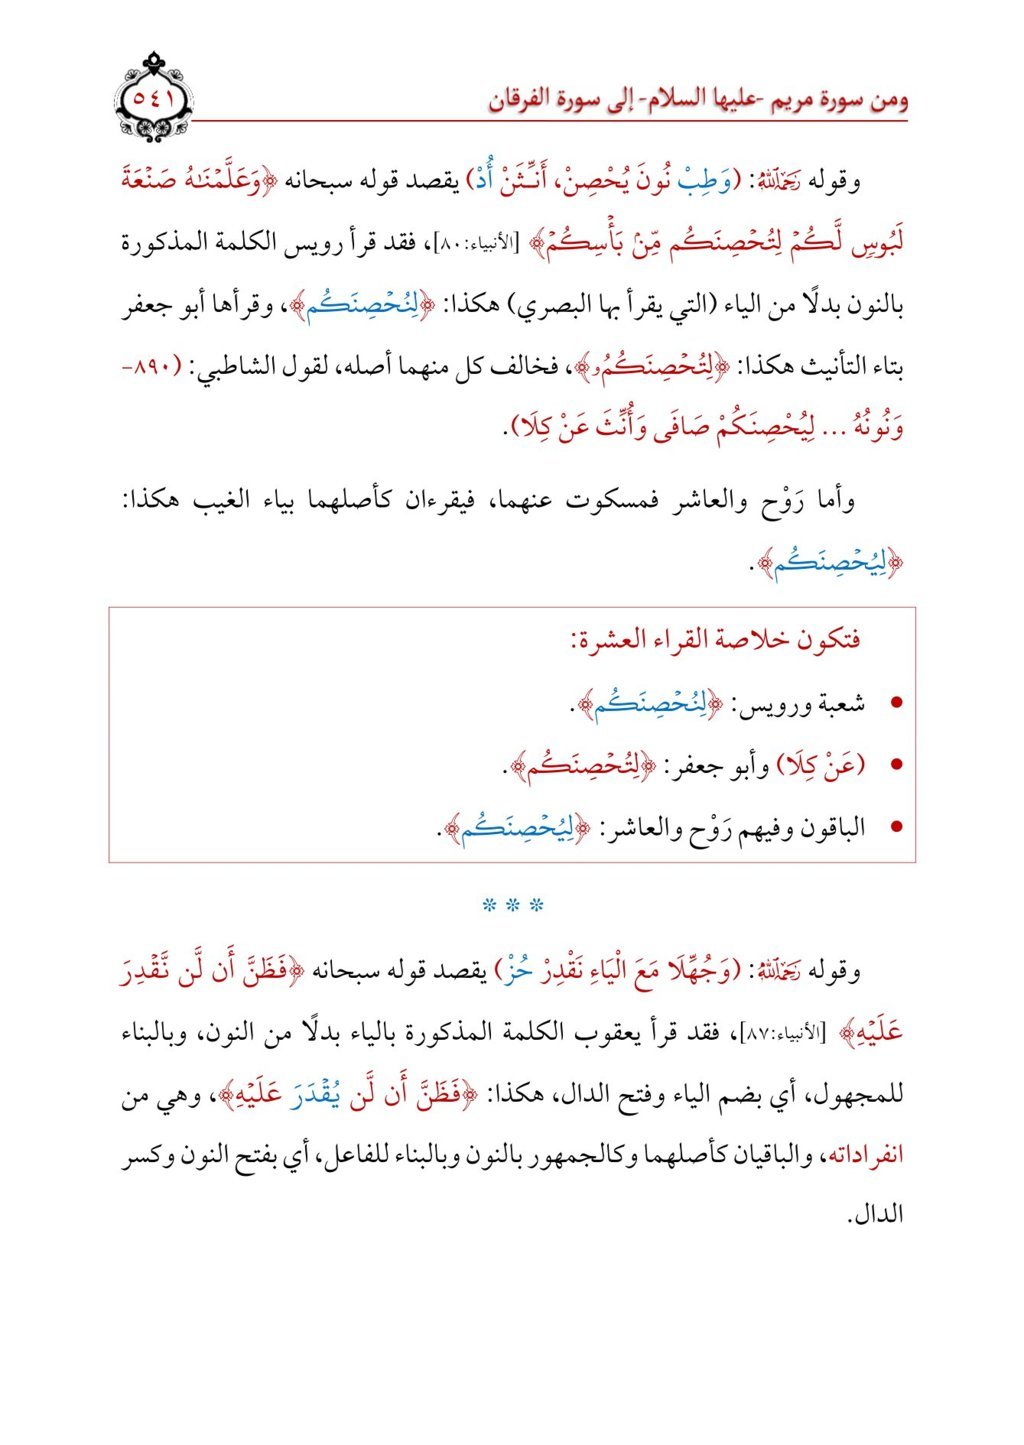 ومن سورة مريم -عليها السلام- إلى سورة الفرقان
٥٤١
وقوله رَحِمَهُ ٱللَّهُ: (وَطِبْ نُونَ يُحْصِنْ، أَنِّثَنْ أُدْ) يقصد قوله سبحانه ﴿وَعَلَّمۡنَٰهُ صَنۡعَةَ
لَبُوسٖ لَّكُمۡ لِتُحۡصِنَكُم مِّنۢ بَأۡسِكُمۡ﴾ [الأنبياء:٨٠]، فقد قرأ رويس الكلمة المذكورة
بالنون بدلًا من الياء (التي يقرأ بها البصري) هكذا: ﴿لِنُحۡصِنَكُم﴾، وقرأها أبو جعفر
بتاء التأنيث هكذا: ﴿لِتُحۡصِنَكُمُۥ﴾، فخالف كل منهما أصله، لقول الشاطبي: (٨٩٠-
وَنُونُهُ ... لِيُحْصِنَكُمْ صَافَى وَأُنِّثَ عَنْ كِلَا).
وأما رَوْح والعاشر فمسكوت عنهما، فيقرءان كأصلهما بياء الغيب هكذا:
﴿لِيُحۡصِنَكُم﴾.
فتكون خلاصة القراء العشرة:
• شعبة ورويس: ﴿لِنُحۡصِنَكُم﴾.
• (عَنْ كِلَا) وأبو جعفر: ﴿لِتُحۡصِنَكُم﴾.
• الباقون وفيهم رَوْح والعاشر: ﴿لِيُحۡصِنَكُم﴾.
* * *
وقوله رَحِمَهُ ٱللَّهُ: (وَجُهِّلَا مَعَ الْيَاءِ نَقْدِرْ حُزْ) يقصد قوله سبحانه ﴿فَظَنَّ أَن لَّن نَّقۡدِرَ
عَلَيۡهِ﴾ [الأنبياء:٨٧]، فقد قرأ يعقوب الكلمة المذكورة بالياء بدلًا من النون، وبالبناء
للمجهول، أي بضم الياء وفتح الدال، هكذا: ﴿فَظَنَّ أَن لَّن يُقۡدَرَ عَلَيۡهِ﴾، وهي من
انفراداته، والباقيان كأصلهما وكالجمهور بالنون وبالبناء للفاعل، أي بفتح النون وكسر
الدال.